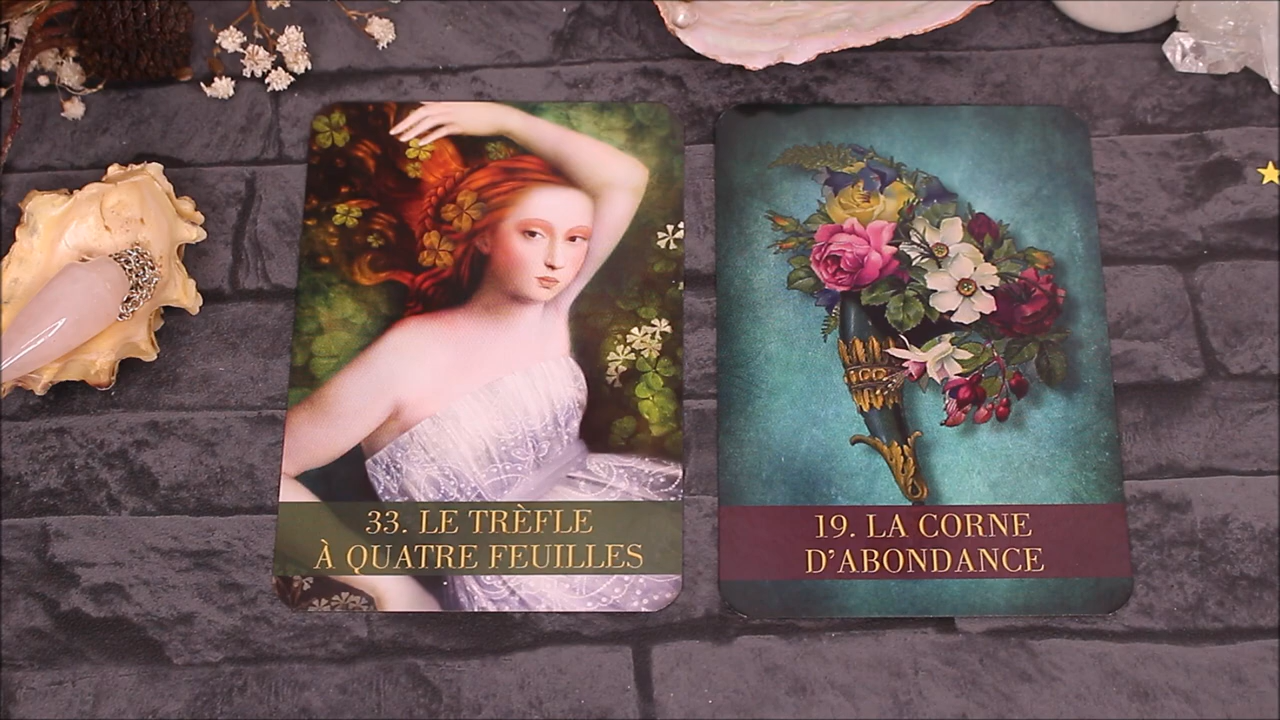 33. LE TRÈFLE
À QUATRE FEUILLES
19. LA CORNE
D'ABONDANCE